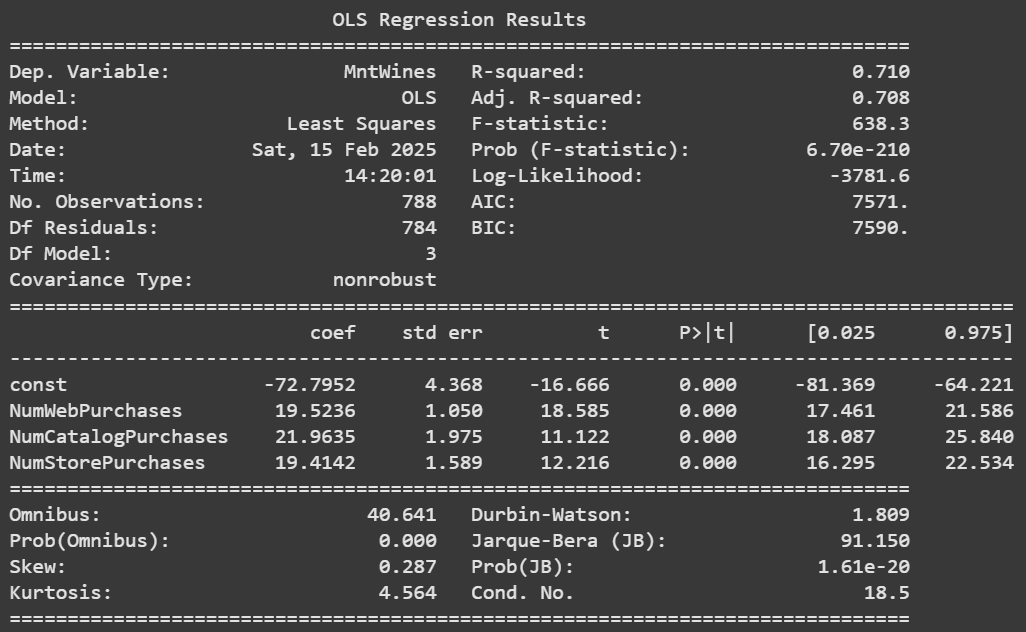 OLS Regression Results
==============================================================================
Dep. Variable:               MntWines   R-squared:                       0.710
Model:                            OLS   Adj. R-squared:                  0.708
Method:                 Least Squares   F-statistic:                     638.3
Date:                Sat, 15 Feb 2025   Prob (F-statistic):          6.70e-210
Time:                        14:20:01   Log-Likelihood:                -3781.6
No. Observations:                 788   AIC:                             7571.
Df Residuals:                     784   BIC:                             7590.
Df Model:                           3
Covariance Type:            nonrobust
=======================================================================================
                          coef    std err          t      P>|t|      [0.025      0.975]
---------------------------------------------------------------------------------------
const                 -72.7952      4.368    -16.666      0.000     -81.369     -64.221
NumWebPurchases        19.5236      1.050     18.585      0.000      17.461      21.586
NumCatalogPurchases    21.9635      1.975     11.122      0.000      18.087      25.840
NumStorePurchases      19.4142      1.589     12.216      0.000      16.295      22.534
==============================================================================
Omnibus:                       40.641   Durbin-Watson:                   1.809
Prob(Omnibus):                  0.000   Jarque-Bera (JB):               91.150
Skew:                           0.287   Prob(JB):                     1.61e-20
Kurtosis:                       4.564   Cond. No.                         18.5
==============================================================================